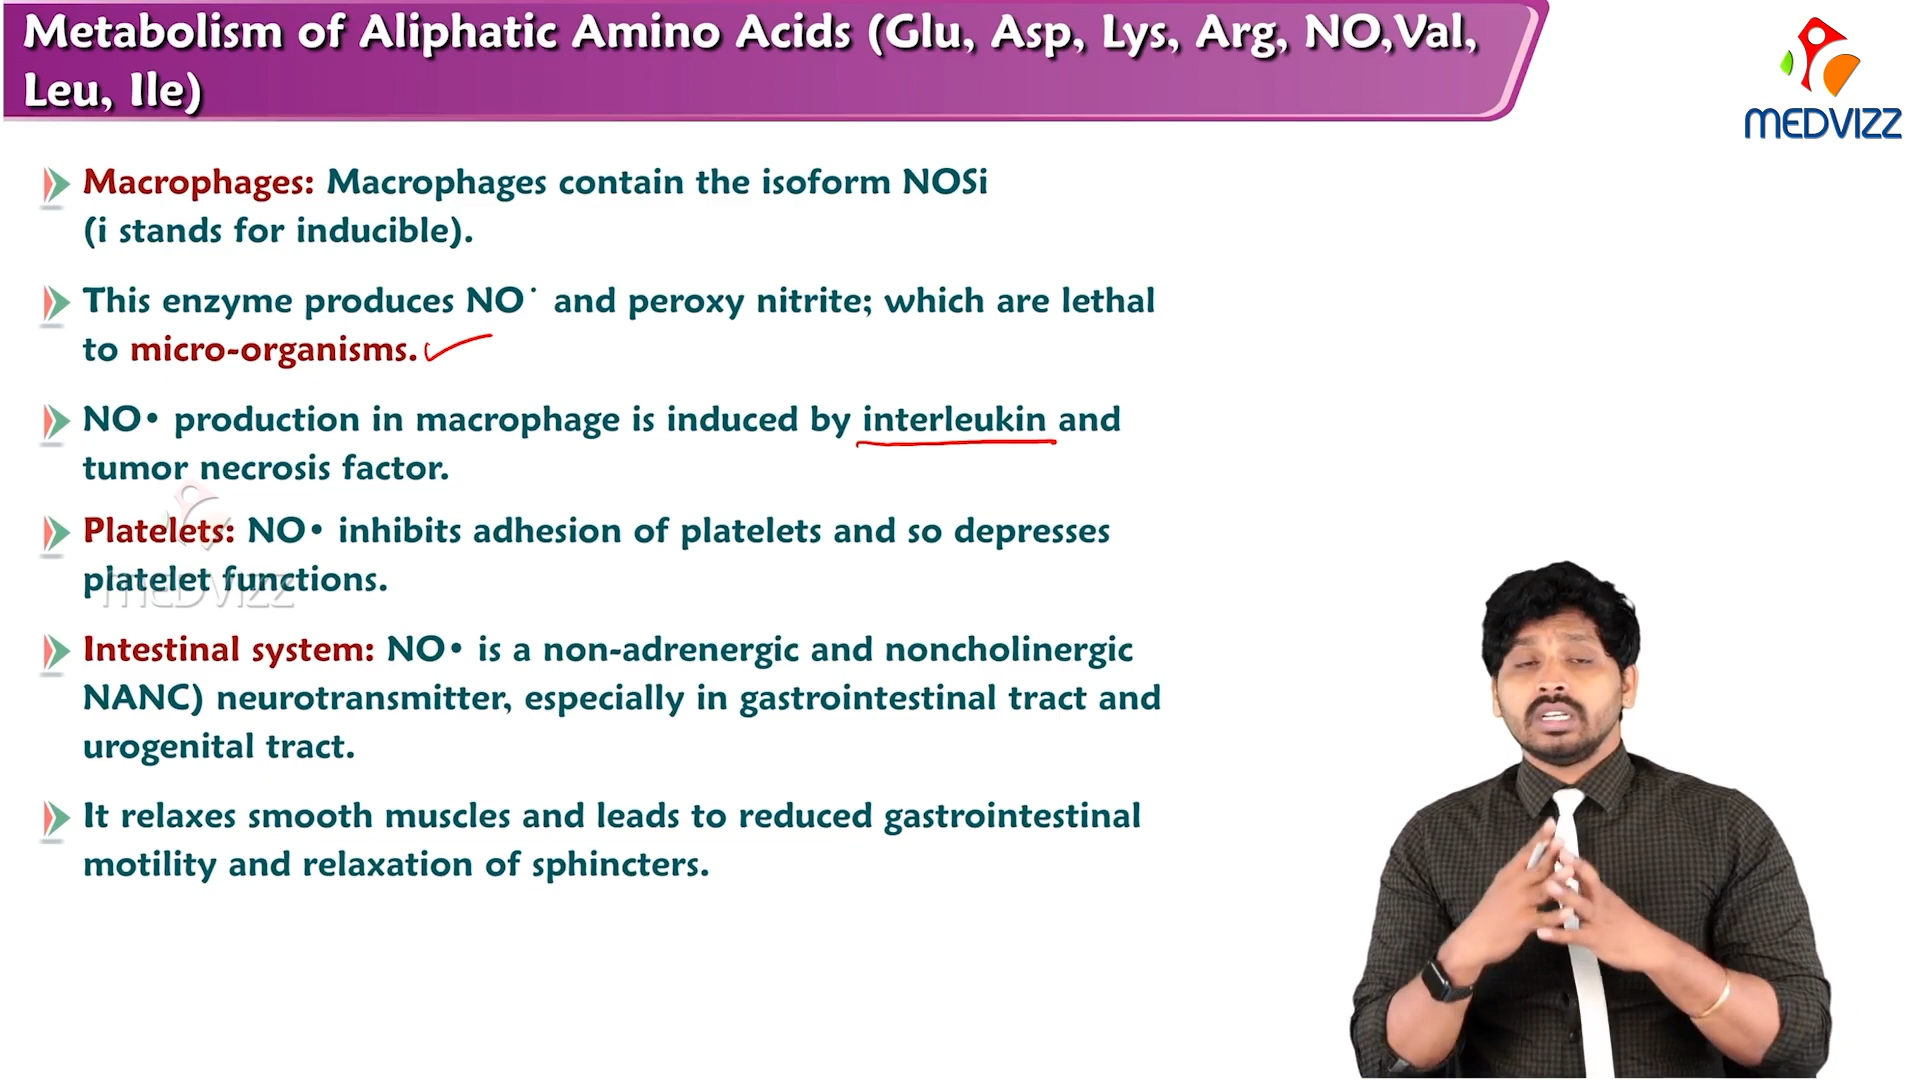 Metabolism of Aliphatic Amino Acids (Glu, Asp, Lys, Arg, NO,Val,
Leu, Ile)
MEDVIZZ
Macrophages: Macrophages contain the isoform NOSi
(i stands for inducible).
This enzyme produces NO˙ and peroxy nitrite; which are lethal
to micro-organisms.
NO• production in macrophage is induced by interleukin and
tumor necrosis factor.
Platelets: NO• inhibits adhesion of platelets and so depresses
platelet functions.
MEDVIZZ
Intestinal system: NO• is a non-adrenergic and noncholinergic
NANC) neurotransmitter, especially in gastrointestinal tract and
urogenital tract.
It relaxes smooth muscles and leads to reduced gastrointestinal
motility and relaxation of sphincters.